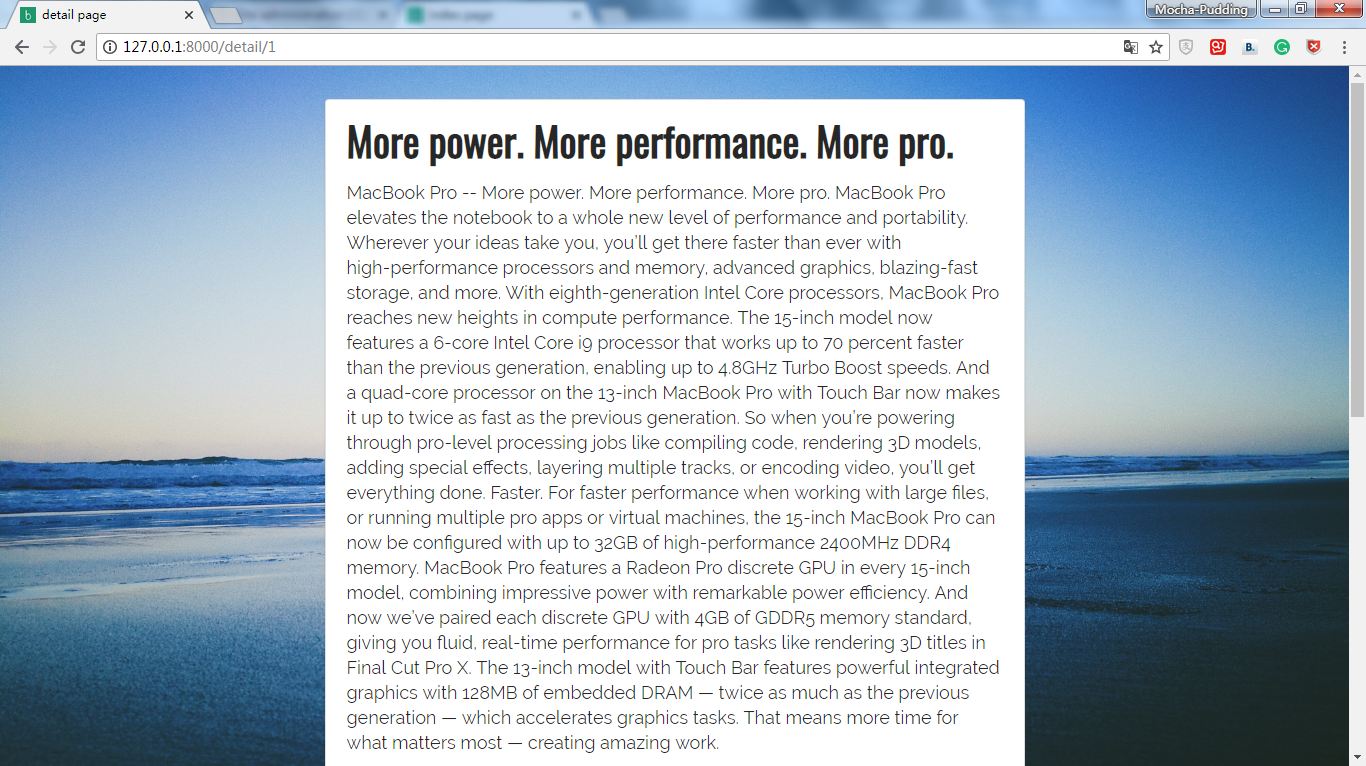 detail page
index page
Mocha-Pudding
127.0.0.1:8000/detail/1
More power. More performance. More pro.
MacBook Pro -- More power. More performance. More pro. MacBook Pro
elevates the notebook to a whole new level of performance and portability.
Wherever your ideas take you, you'll get there faster than ever with
high-performance processors and memory, advanced graphics, blazing-fast
storage, and more. With eighth-generation Intel Core processors, MacBook Pro
reaches new heights in compute performance. The 15-inch model now
features a 6-core Intel Core i9 processor that works up to 70 percent faster
than the previous generation, enabling up to 4.8GHz Turbo Boost speeds. And
a quad-core processor on the 13-inch MacBook Pro with Touch Bar now makes
it up to twice as fast as the previous generation. So when you're powering
through pro-level processing jobs like compiling code, rendering 3D models,
adding special effects, layering multiple tracks, or encoding video, you'll get
everything done. Faster. For faster performance when working with large files,
or running multiple pro apps or virtual machines, the 15-inch MacBook Pro can
now be configured with up to 32GB of high-performance 2400MHz DDR4
memory. MacBook Pro features a Radeon Pro discrete GPU in every 15-inch
model, combining impressive power with remarkable power efficiency. And
now we've paired each discrete GPU with 4GB of GDDR5 memory standard,
giving you fluid, real-time performance for pro tasks like rendering 3D titles in
Final Cut Pro X. The 13-inch model with Touch Bar features powerful integrated
graphics with 128MB of embedded DRAM — twice as much as the previous
generation — which accelerates graphics tasks. That means more time for
what matters most — creating amazing work.